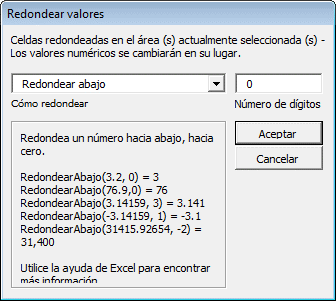 Redondear valores
Celdas redondeadas en el área (s) actualmente seleccionada (s) -
Los valores numéricos se cambiarán en su lugar.
Redondear abajo
0
Cómo redondear
Número de dígitos
Redondea un número hacia abajo, hacia
cero.
RedondearAbajo(3.2, 0) = 3
RedondearAbajo(76.9,0) = 76
RedondearAbajo(3.14159, 3) = 3.141
RedondearAbajo(-3.14159, 1) = -3.1
RedondearAbajo(31415.92654, -2) =
31,400
Utilice la ayuda de Excel para encontrar
más información
Aceptar
Cancelar